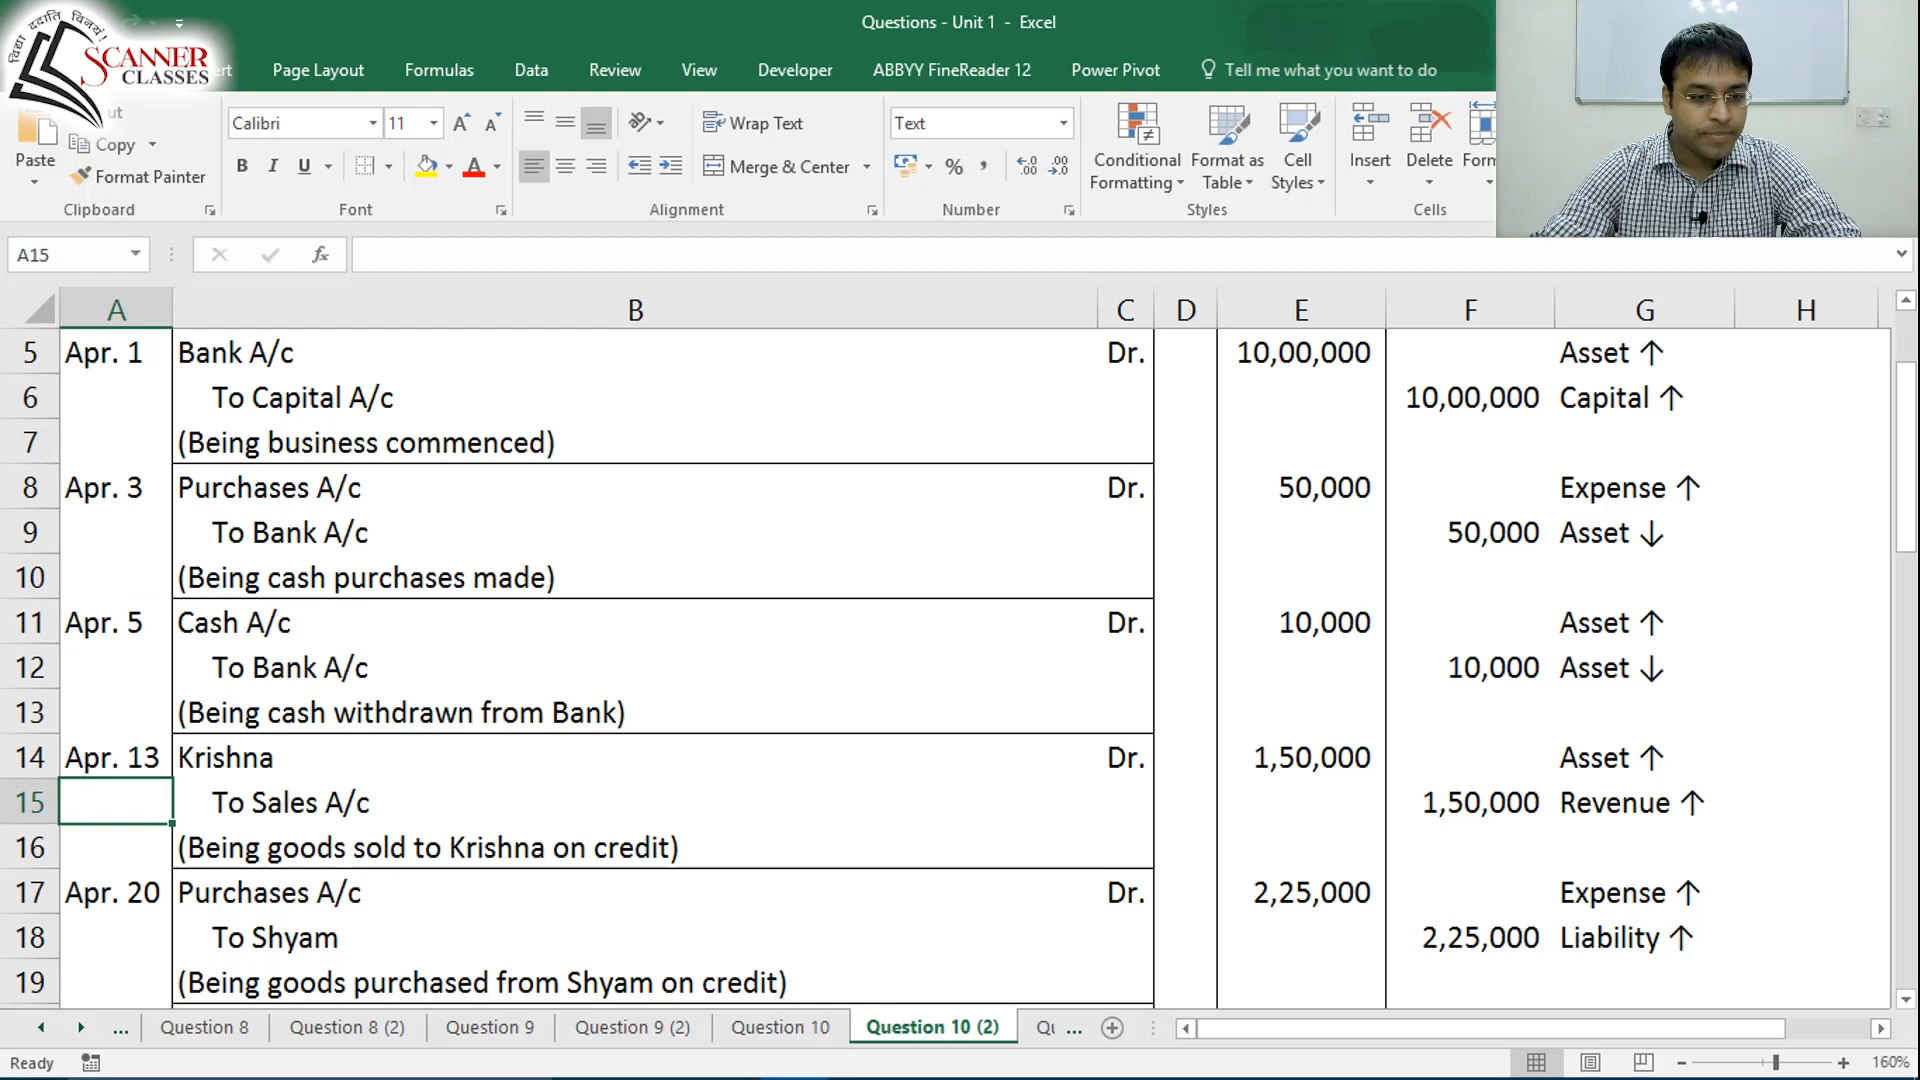 विद्या ददाति विनयं!
SCANNER
CLASSES
Questions - Unit 1 - Excel
Page Layout Formulas Data Review View Developer ABBYY FineReader 12 Power Pivot Tell me what you want to do
Paste
Copy
Format Painter
Clipboard
Calibri 11
B I U
A
Font
Wrap Text
Merge & Center
Alignment
Text
% ,
Number
Conditional Formatting
Format as Table
Cell Styles
Styles
Insert
Delete
Cells
A15
fx
A B C D E F G H
5 Apr. 1 Bank A/c Dr. 10,00,000 Asset ↑
6 To Capital A/c 10,00,000 Capital ↑
7 (Being business commenced)
8 Apr. 3 Purchases A/c Dr. 50,000 Expense ↑
9 To Bank A/c 50,000 Asset ↓
10 (Being cash purchases made)
11 Apr. 5 Cash A/c Dr. 10,000 Asset ↑
12 To Bank A/c 10,000 Asset ↓
13 (Being cash withdrawn from Bank)
14 Apr. 13 Krishna Dr. 1,50,000 Asset ↑
15 To Sales A/c 1,50,000 Revenue ↑
16 (Being goods sold to Krishna on credit)
17 Apr. 20 Purchases A/c Dr. 2,25,000 Expense ↑
18 To Shyam 2,25,000 Liability ↑
19 (Being goods purchased from Shyam on credit)
... Question 8 Question 8 (2) Question 9 Question 9 (2) Question 10 Question 10 (2) Qu ...
Ready 160%